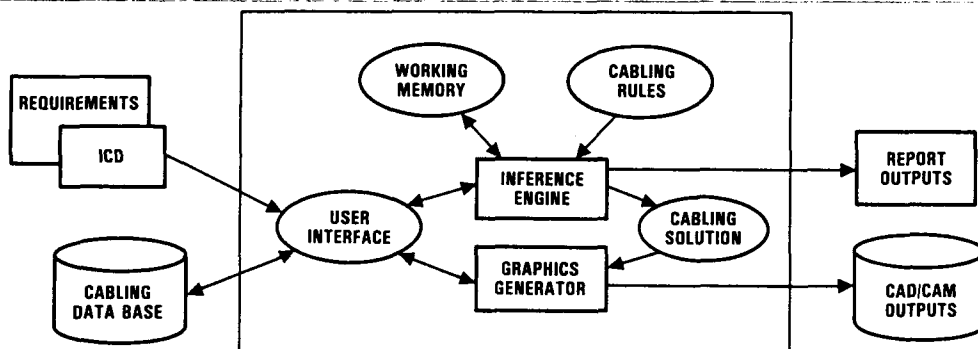 REQUIREMENTS
ICD
CABLING
DATA BASE
USER
INTERFACE
WORKING
MEMORY
CABLING
RULES
INFERENCE
ENGINE
CABLING
SOLUTION
GRAPHICS
GENERATOR
REPORT
OUTPUTS
CAD/CAM
OUTPUTS